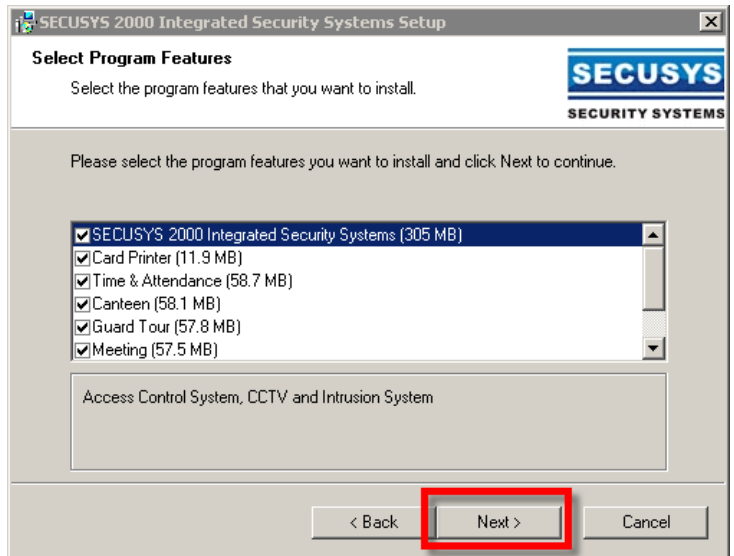 SECUSYS 2000 Integrated Security Systems Setup
Select Program Features
Select the program features that you want to install.
SECUSYS
SECURITY SYSTEMS
Please select the program features you want to install and click Next to continue.
SECUSYS 2000 Integrated Security Systems (305 MB)
Card Printer (11.9 MB)
Time & Attendance (58.7 MB)
Canteen (58.1 MB)
Guard Tour (57.8 MB)
Meeting (57.5 MB)
Access Control System, CCTV and Intrusion System
< Back Next > Cancel